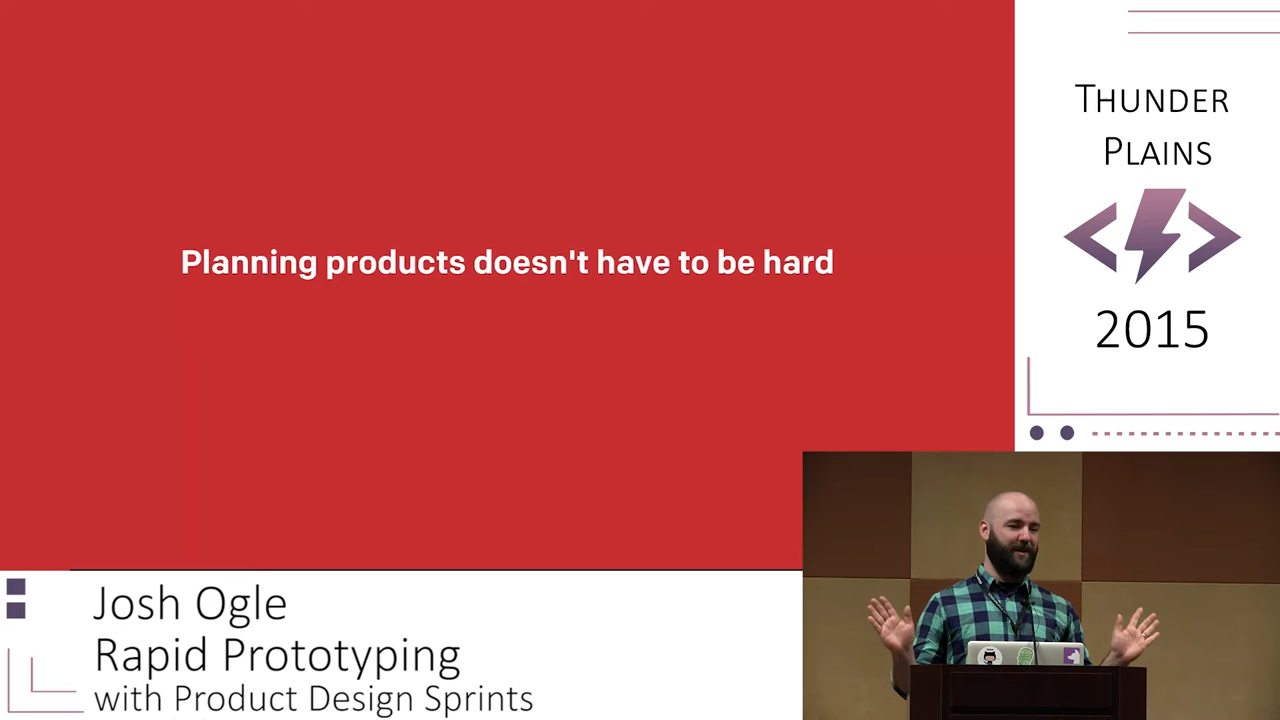 Planning products doesn't have to be hard
THUNDER
PLAINS
2015
Josh Ogle
Rapid Prototyping
with Product Design Sprints